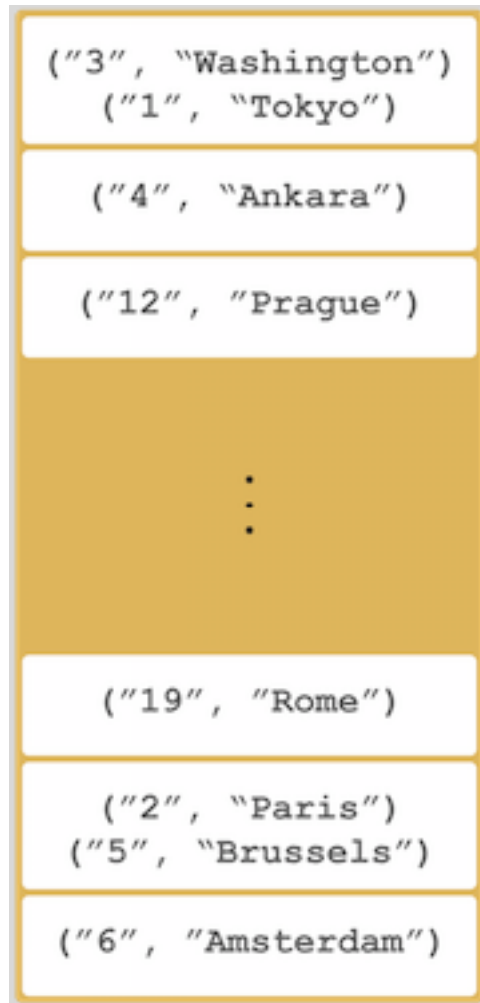 ("3", "Washington")
("1", "Tokyo")
("4", "Ankara")
("12", "Prague")
("19", "Rome")
("2", "Paris")
("5", "Brussels")
("6", "Amsterdam")